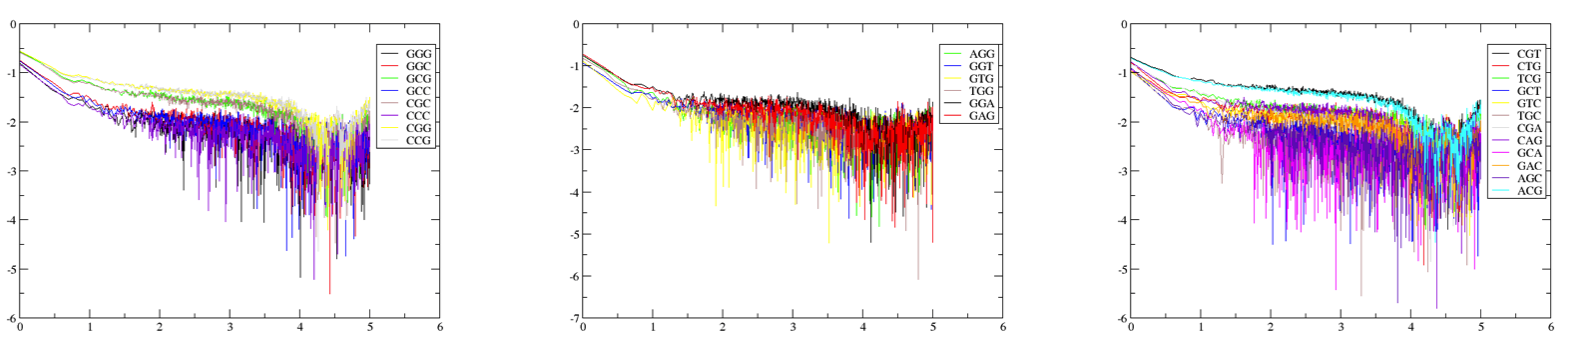 0
-1
-2
-3
-4
-5
-6
0 1 2 3 4 5 6
GGG
GGC
GCG
GCC
CGC
CCC
CGG
CCG
0
-1
-2
-3
-4
-5
-6
-7
0 1 2 3 4 5 6
AGG
GGT
GTG
TGG
GGA
GAG
0
-1
-2
-3
-4
-5
-6
0 1 2 3 4 5 6
CGT
CTG
TCG
GCT
GTC
TGC
CGA
CAG
GCA
GAC
AGC
ACG